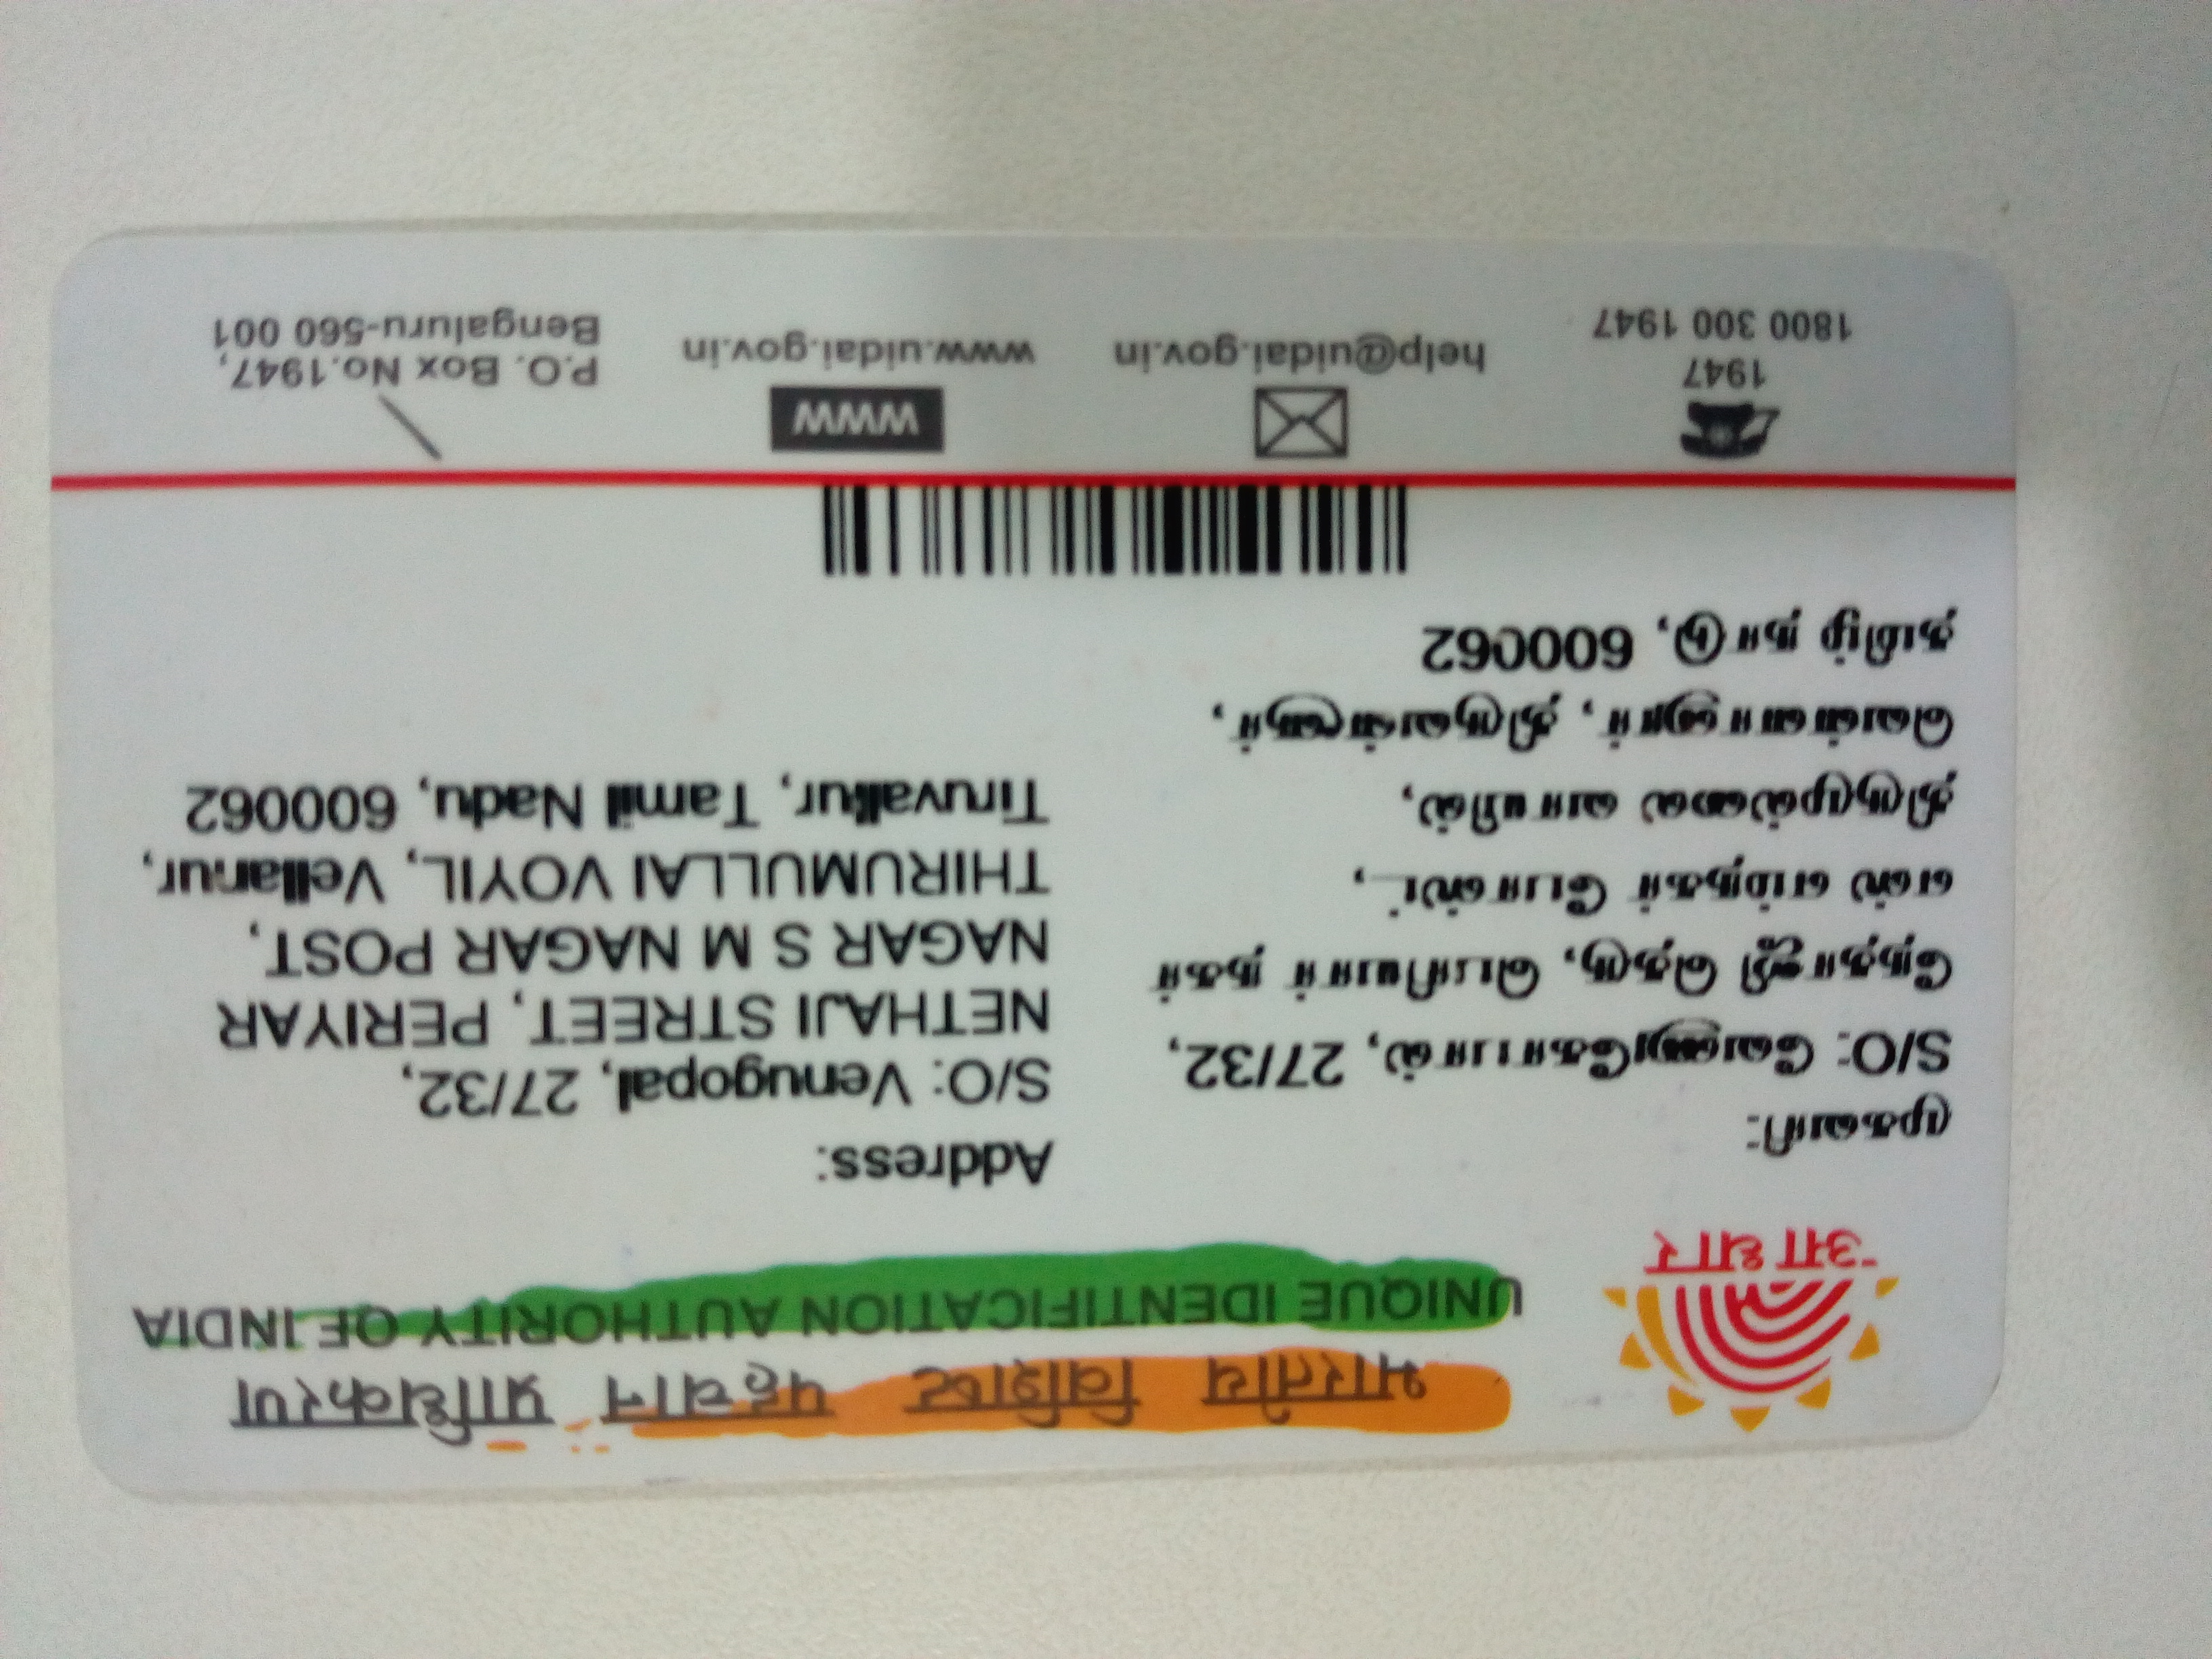 भारतीय विशिष्ट पहचान प्राधिकरण
UNIQUE IDENTIFICATION AUTHORITY OF INDIA
आधार
முகவரி:
S/O: வேணுகோபால், 27/32,
நேதாஜி தெரு, பெரியார் நகர்
எஸ் எம்நகர் போஸ்ட்,
திருமுல்லை வாயில்,
வெள்ளானூர், திருவள்ளூர்,
தமிழ் நாடு, 600062
Address:
S/O: Venugopal, 27/32,
NETHAJI STREET, PERIYAR
NAGAR S M NAGAR POST,
THIRUMULLAI VOYIL, Vellanur,
Tiruvallur, Tamil Nadu, 600062
1947
1800 300 1947
help@uidai.gov.in
WWW
www.uidai.gov.in
P.O. Box No.1947,
Bengaluru-560 001